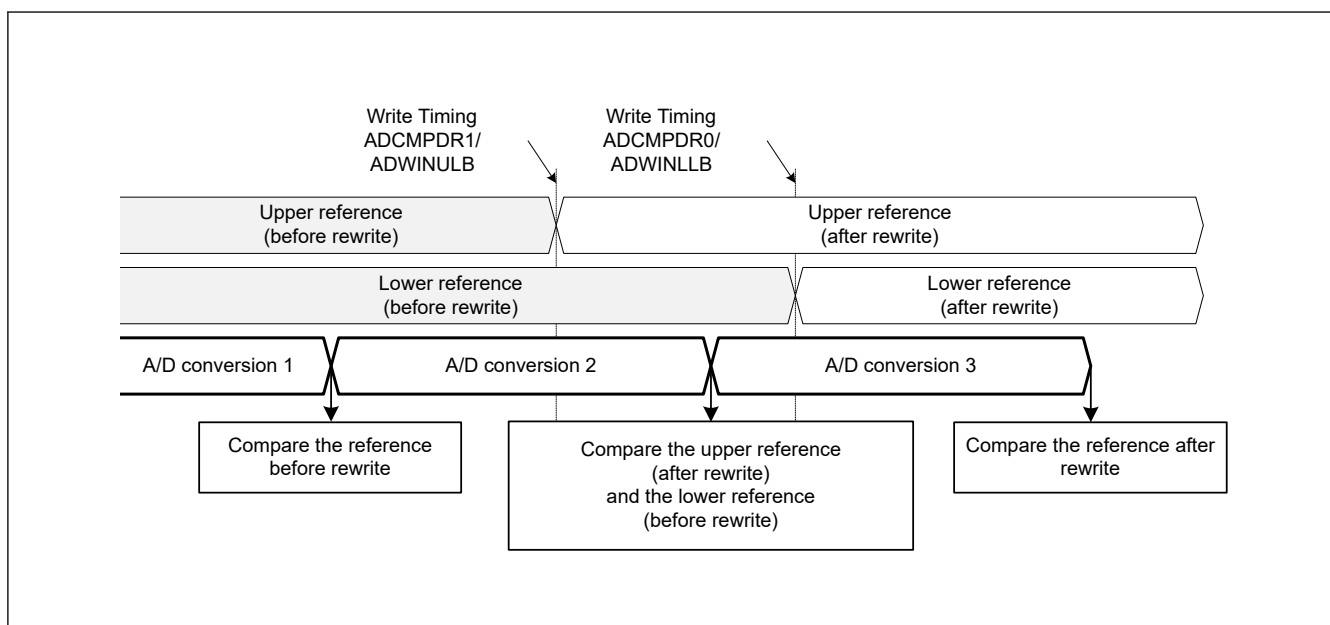 Write Timing
ADCMPDR1/
ADWINULB
Write Timing
ADCMPDR0/
ADWINLLB
Upper reference
(before rewrite)
Upper reference
(after rewrite)
Lower reference
(before rewrite)
Lower reference
(after rewrite)
A/D conversion 1
A/D conversion 2
A/D conversion 3
Compare the reference
before rewrite
Compare the upper reference
(after rewrite)
and the lower reference
(before rewrite)
Compare the reference after
rewrite